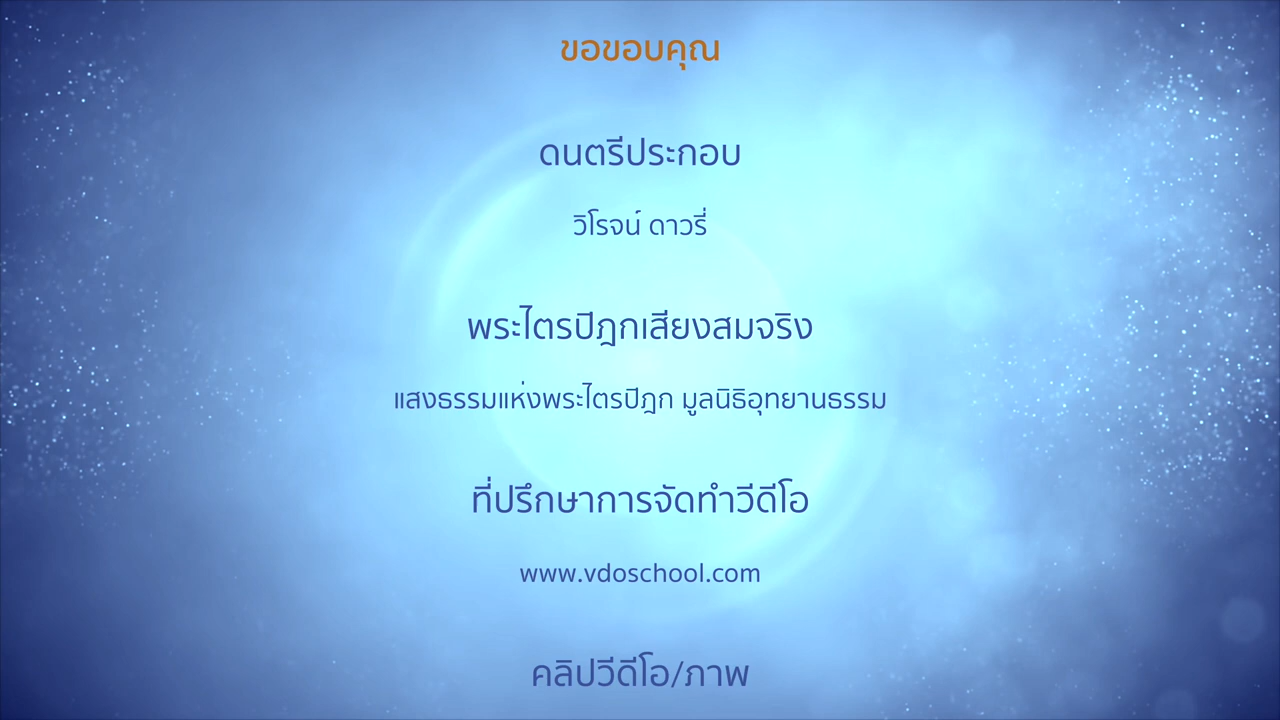 ขอขอบคุณ
ดนตรีประกอบ
วิโรจน์ ดาวรี่
พระไตรปิฎกเสียงสมจริง
แสงธรรมแห่งพระไตรปิฎก มูลนิธิอุทยานธรรม
ที่ปรึกษาการจัดทำวีดีโอ
www.vdoschool.com
คลิปวีดีโอ/ภาพ